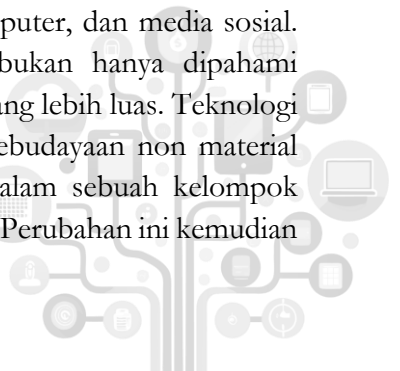 puter, dan media sosial.
bukan hanya dipahami
ang lebih luas. Teknologi
ebudayaan non material
alam sebuah kelompok
Perubahan ini kemudian